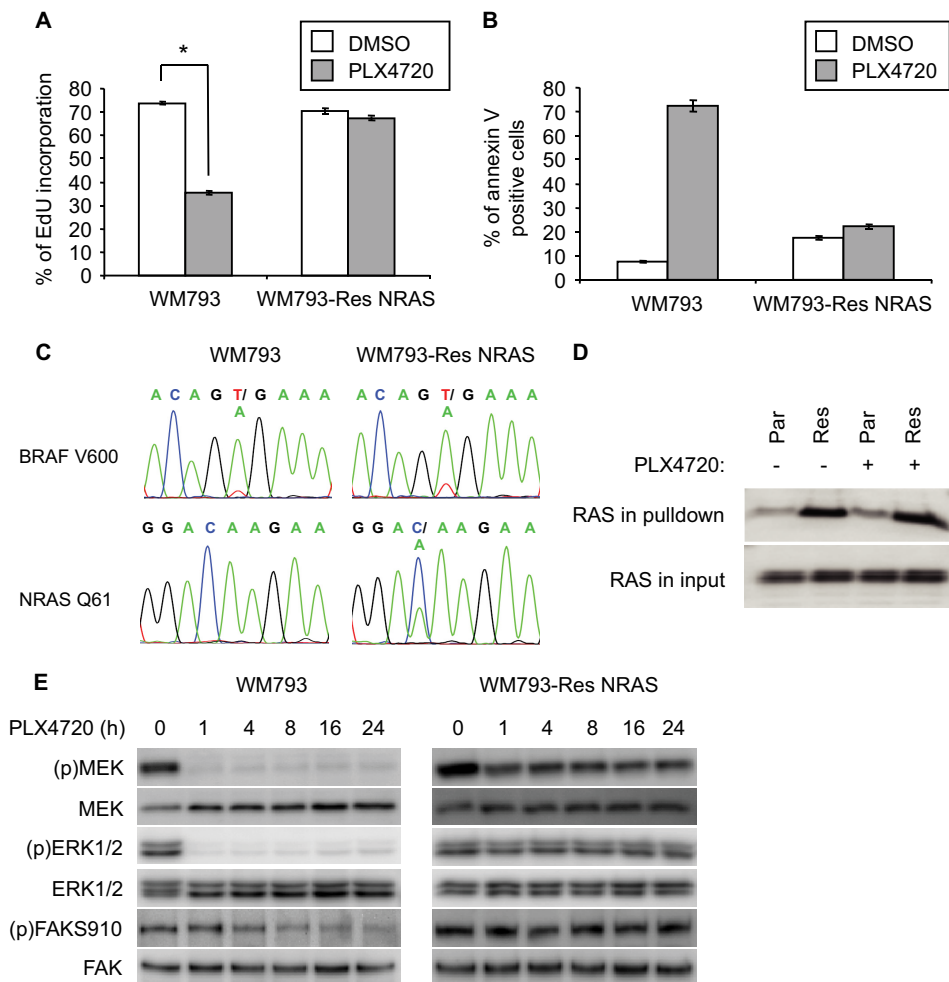 A
DMSO
PLX4720
*
% of EdU incorporation
80
70
60
50
40
30
20
10
0
WM793
WM793-Res NRAS
B
DMSO
PLX4720
% of annexin V
positive cells
80
70
60
50
40
30
20
10
0
WM793
WM793-Res NRAS
C
WM793
WM793-Res NRAS
A C A G T/ G A A A
A
A C A G T/ G A A A
A
BRAF V600
G G A C A A G A A
G G A C/ A A G A A
A
NRAS Q61
D
Par Res Par Res
PLX4720: - - + +
RAS in pulldown
RAS in input
E
WM793
WM793-Res NRAS
PLX4720 (h) 0 1 4 8 16 24 0 1 4 8 16 24
(p)MEK
MEK
(p)ERK1/2
ERK1/2
(p)FAKS910
FAK